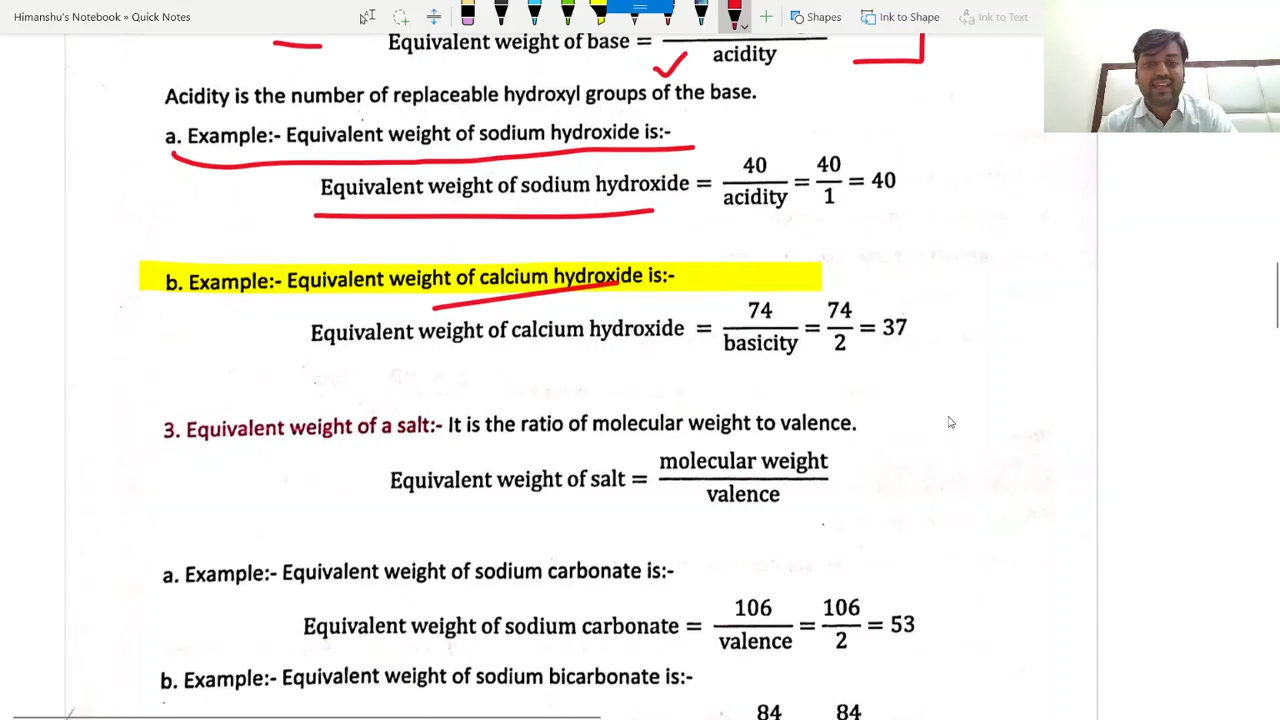 Himanshu's Notebook » Quick Notes
Shapes
Ink to Shape
Ink to Text
Equivalent weight of base =
acidity
Acidity is the number of replaceable hydroxyl groups of the base.
a. Example:- Equivalent weight of sodium hydroxide is:-
Equivalent weight of sodium hydroxide = 40/acidity = 40/1 = 40
b. Example:- Equivalent weight of calcium hydroxide is:-
Equivalent weight of calcium hydroxide = 74/basicity = 74/2 = 37
3. Equivalent weight of a salt:- It is the ratio of molecular weight to valence.
Equivalent weight of salt = molecular weight/valence
a. Example:- Equivalent weight of sodium carbonate is:-
Equivalent weight of sodium carbonate = 106/valence = 106/2 = 53
b. Example:- Equivalent weight of sodium bicarbonate is:-
84 84